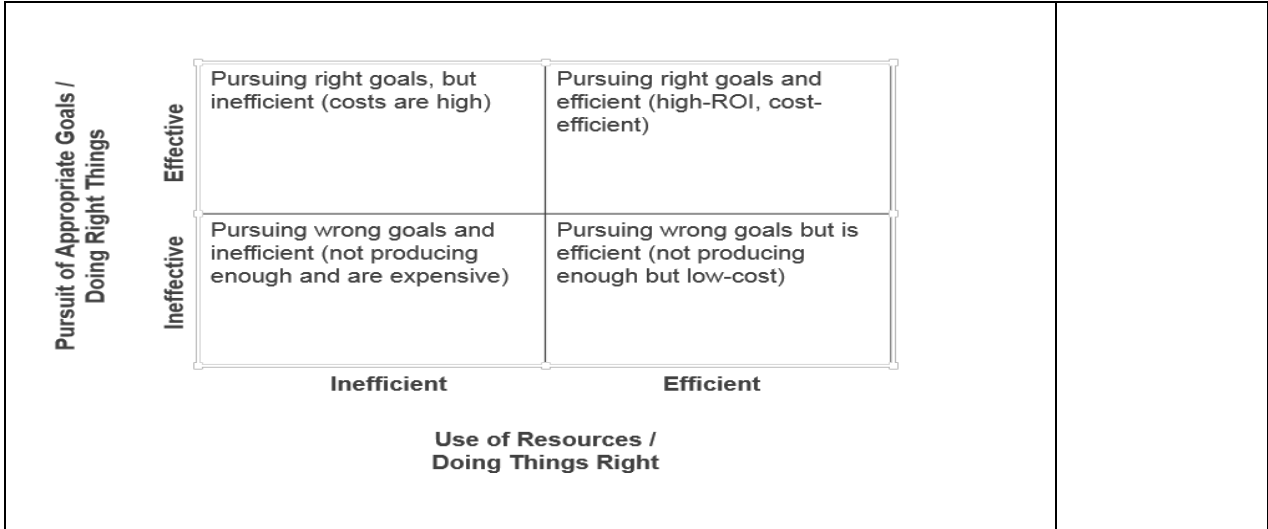 Pursuit of Appropriate Goals /
Doing Right Things
Effective
Ineffective
Pursuing right goals, but
inefficient (costs are high)
Pursuing right goals and
efficient (high-ROI, cost-
efficient)
Pursuing wrong goals and
inefficient (not producing
enough and are expensive)
Pursuing wrong goals but is
efficient (not producing
enough but low-cost)
Inefficient
Efficient
Use of Resources /
Doing Things Right